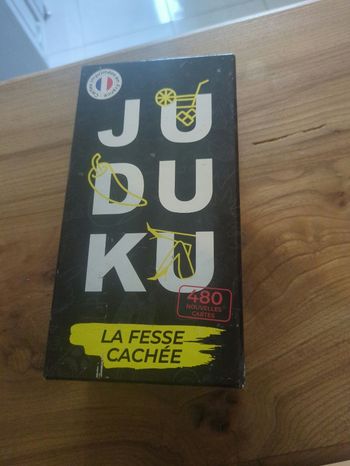 JU
DU
KU
480
NOUVELLES
CARTES
LA FESSE
CACHÉE